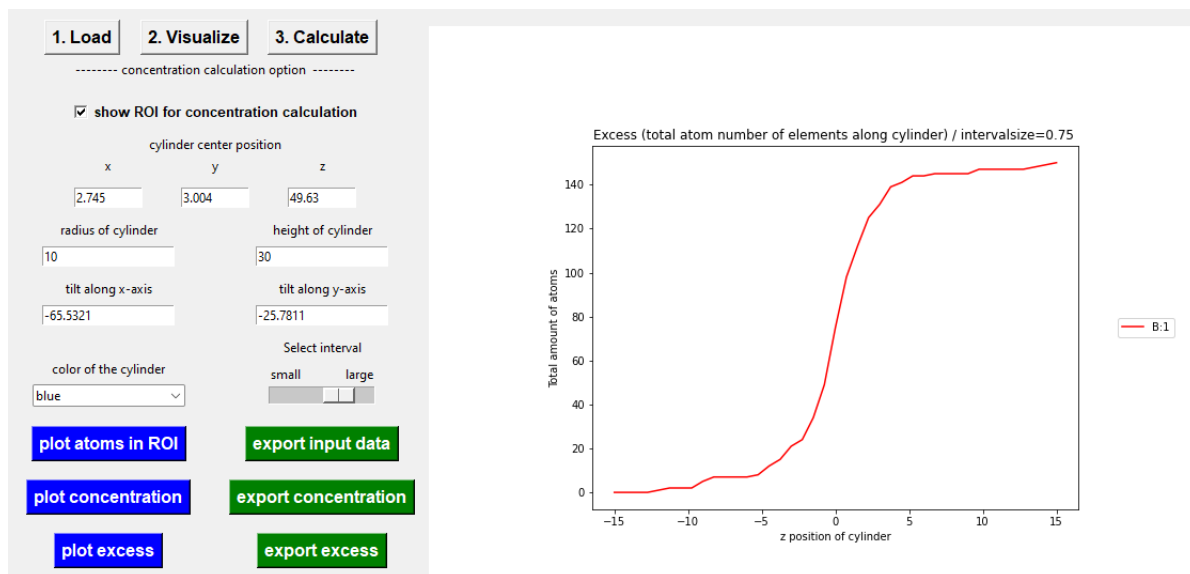 1. Load 2. Visualize 3. Calculate
-------- concentration calculation option --------
show ROI for concentration calculation
cylinder center position
x y z
2.745 3.004 49.63
radius of cylinder height of cylinder
10 30
tilt along x-axis tilt along y-axis
-65.5321 -25.7811
Select interval
color of the cylinder small large
blue
plot atoms in ROI export input data
plot concentration export concentration
plot excess export excess
Excess (total atom number of elements along cylinder) / intervalsize=0.75
Total amount of atoms
140
120
100
80
60
40
20
0
−15 −10 −5 0 5 10 15
z position of cylinder
B:1